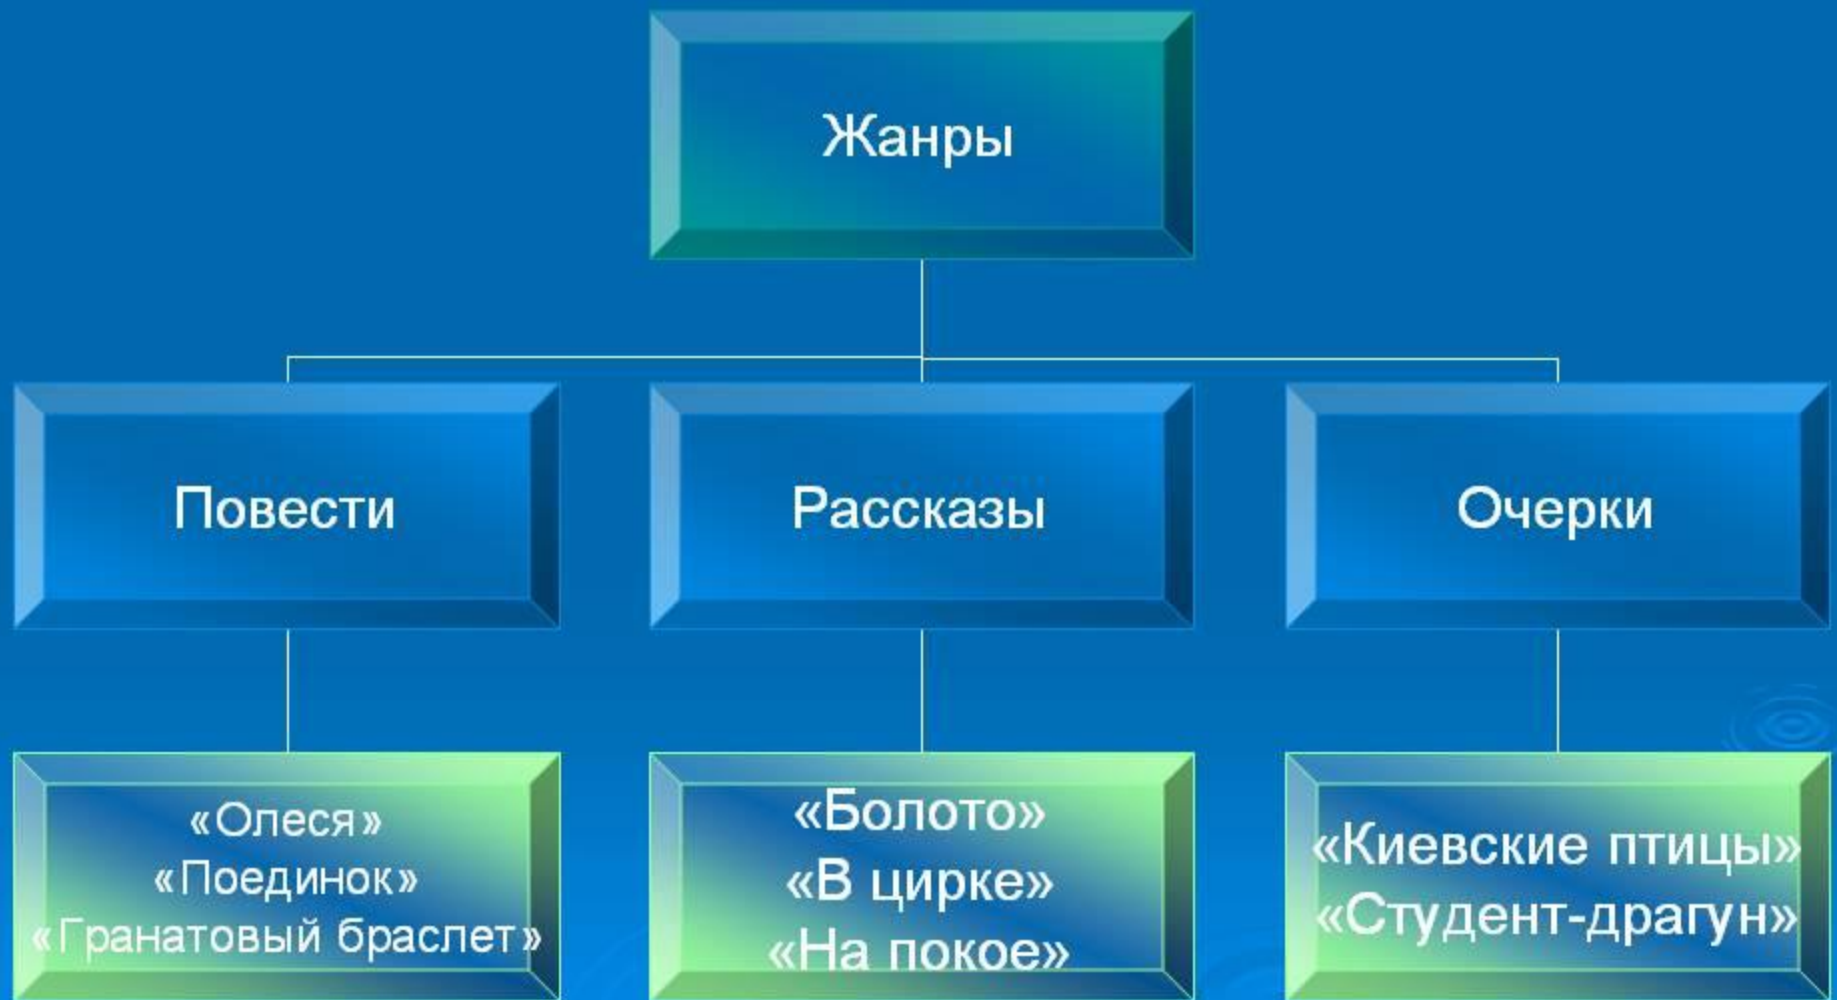 Жанры
Повести
Рассказы
Очерки
«Олеся»
«Поединок»
«Гранатовый браслет»
«Болото»
«В цирке»
«На покое»
«Киевские птицы»
«Студент-драгун»